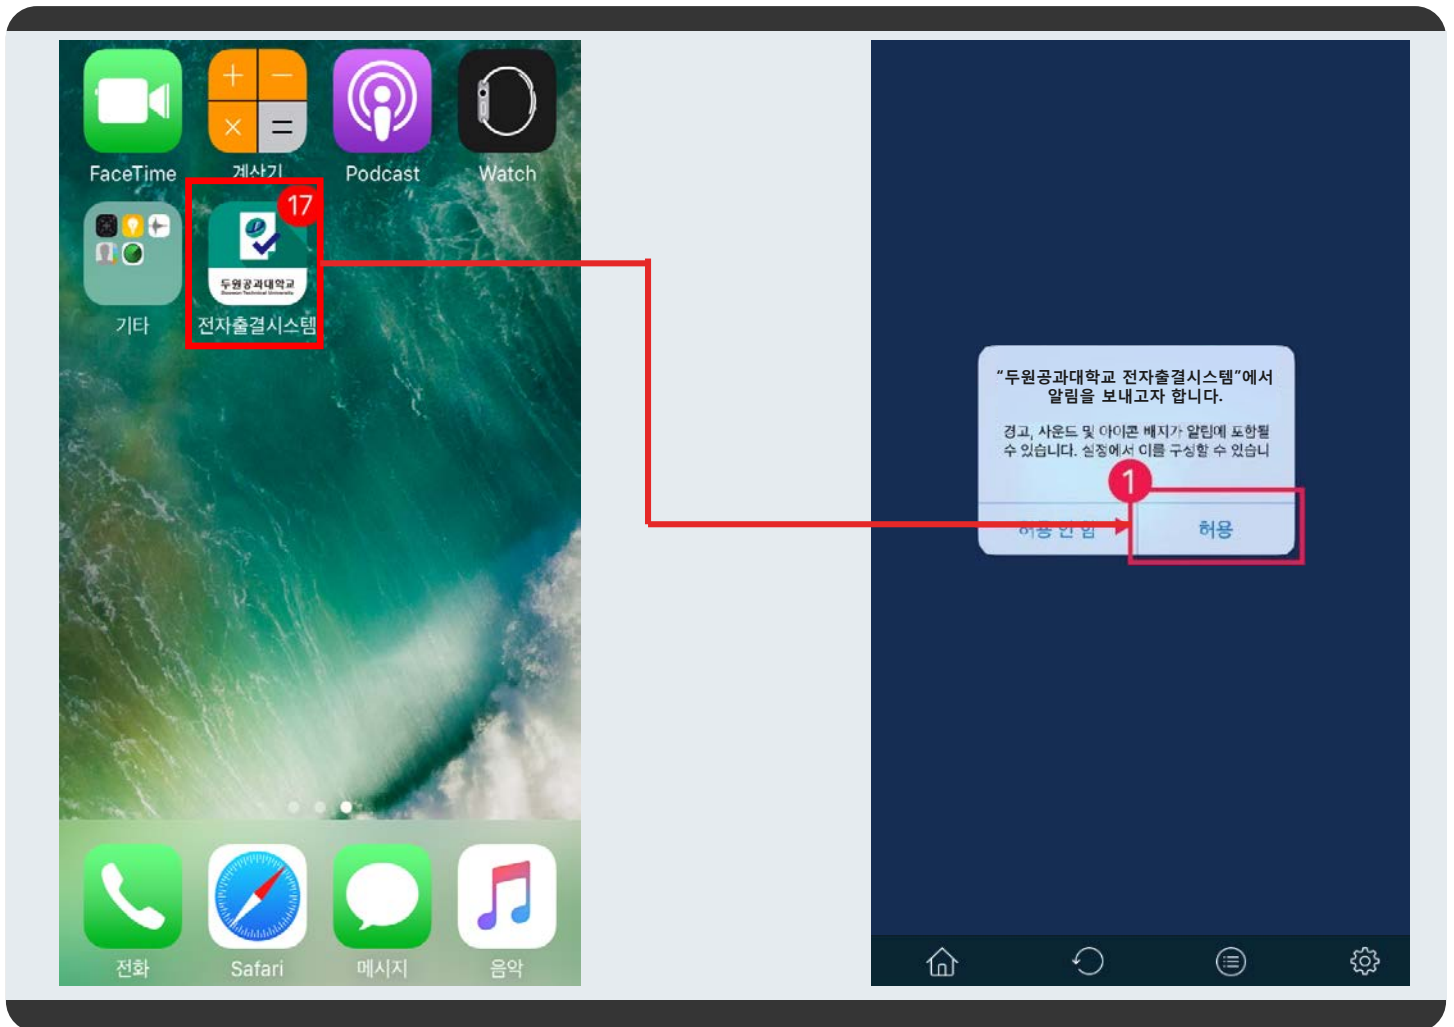 FaceTime
계산기
Podcast
Watch
17
두원공과대학교
Doowon Technical University
기타
전자출결시스템
전화
Safari
메시지
음악
“두원공과대학교 전자출결시스템”에서
알림을 보내고자 합니다.
경고, 사운드 및 아이콘 배지가 알림에 포함될
수 있습니다. 설정에서 이를 구성할 수 있습니
1
허용 안 함
허용